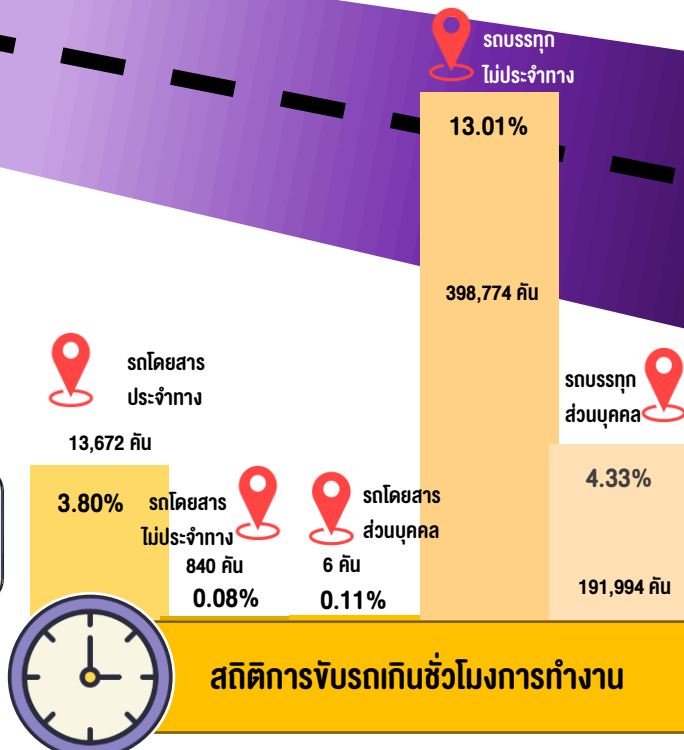 รถบรรทุก
ไม่ประจำทาง
13.01%
398,774 คัน
รถโดยสาร
ประจำทาง
13,672 คัน
3.80%
รถโดยสาร
ไม่ประจำทาง
840 คัน
0.08%
รถโดยสาร
ส่วนบุคคล
6 คัน
0.11%
รถบรรทุก
ส่วนบุคคล
4.33%
191,994 คัน
สถิติการขับรถเกินชั่วโมงการทำงาน